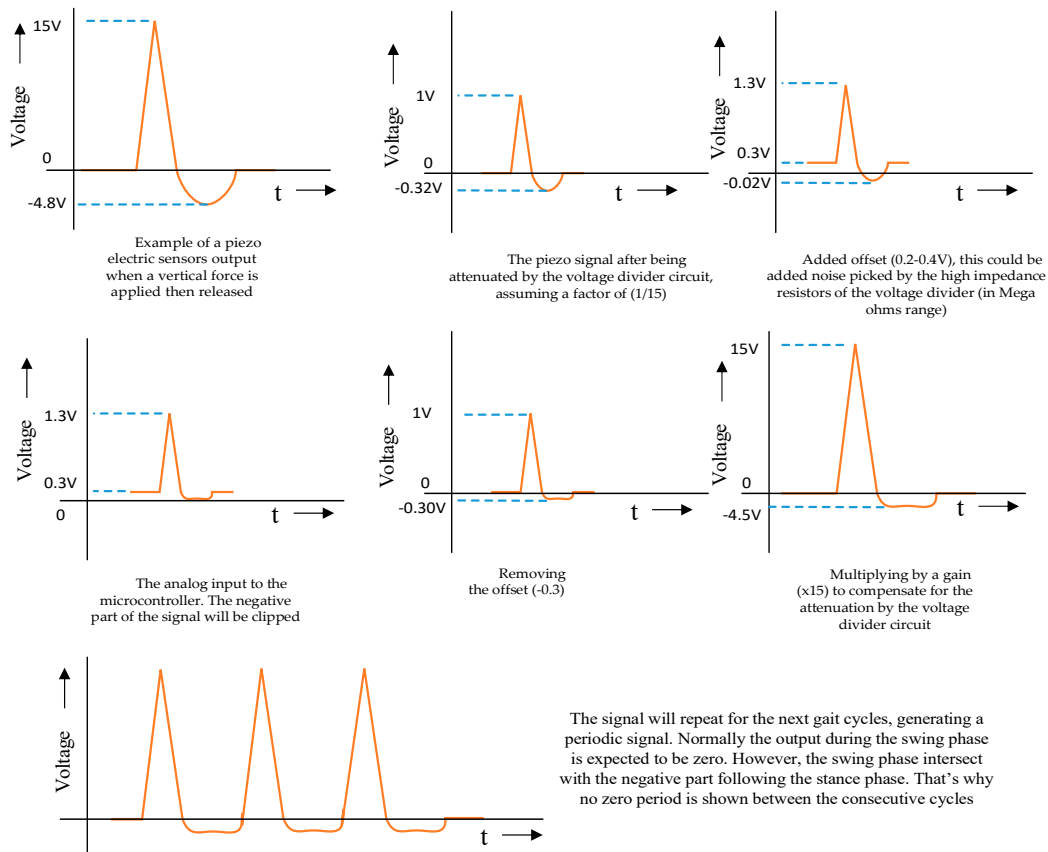 15V
Voltage
0
-4.8V
t
Example of a piezo
electric sensors output
when a vertical force is
applied then released
1V
Voltage
0
-0.32V
t
The piezo signal after being
attenuated by the voltage divider circuit,
assuming a factor of (1/15)
1.3V
Voltage
0.3V
-0.02V
t
Added offset (0.2-0.4V), this could be
added noise picked by the high impedance
resistors of the voltage divider (in Mega
ohms range)
1.3V
Voltage
0.3V
0
t
The analog input to the
microcontroller. The negative
part of the signal will be clipped
1V
Voltage
0
-0.30V
t
Removing
the offset (-0.3)
15V
Voltage
0
-4.5V
t
Multiplying by a gain
(x15) to compensate for the
attenuation by the voltage
divider circuit
Voltage
t
The signal will repeat for the next gait cycles, generating a
periodic signal. Normally the output during the swing phase
is expected to be zero. However, the swing phase intersect
with the negative part following the stance phase. That's why
no zero period is shown between the consecutive cycles